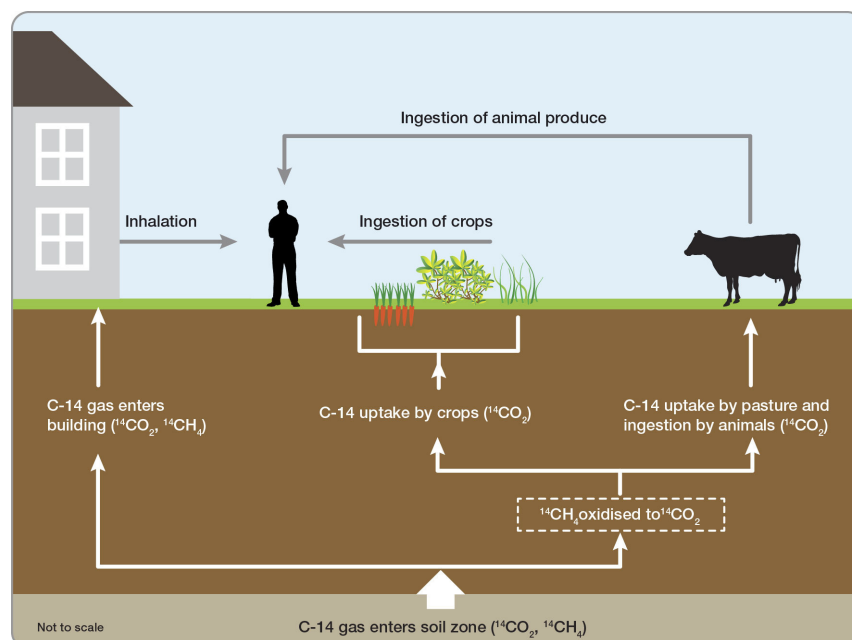 Ingestion of animal produce
Inhalation
Ingestion of crops
C-14 gas enters
building (¹⁴CO₂, ¹⁴CH₄)
C-14 uptake by crops (¹⁴CO₂)
C-14 uptake by pasture and
ingestion by animals (¹⁴CO₂)
¹⁴CH₄oxidised to¹⁴CO₂
Not to scale
C-14 gas enters soil zone (¹⁴CO₂, ¹⁴CH₄)